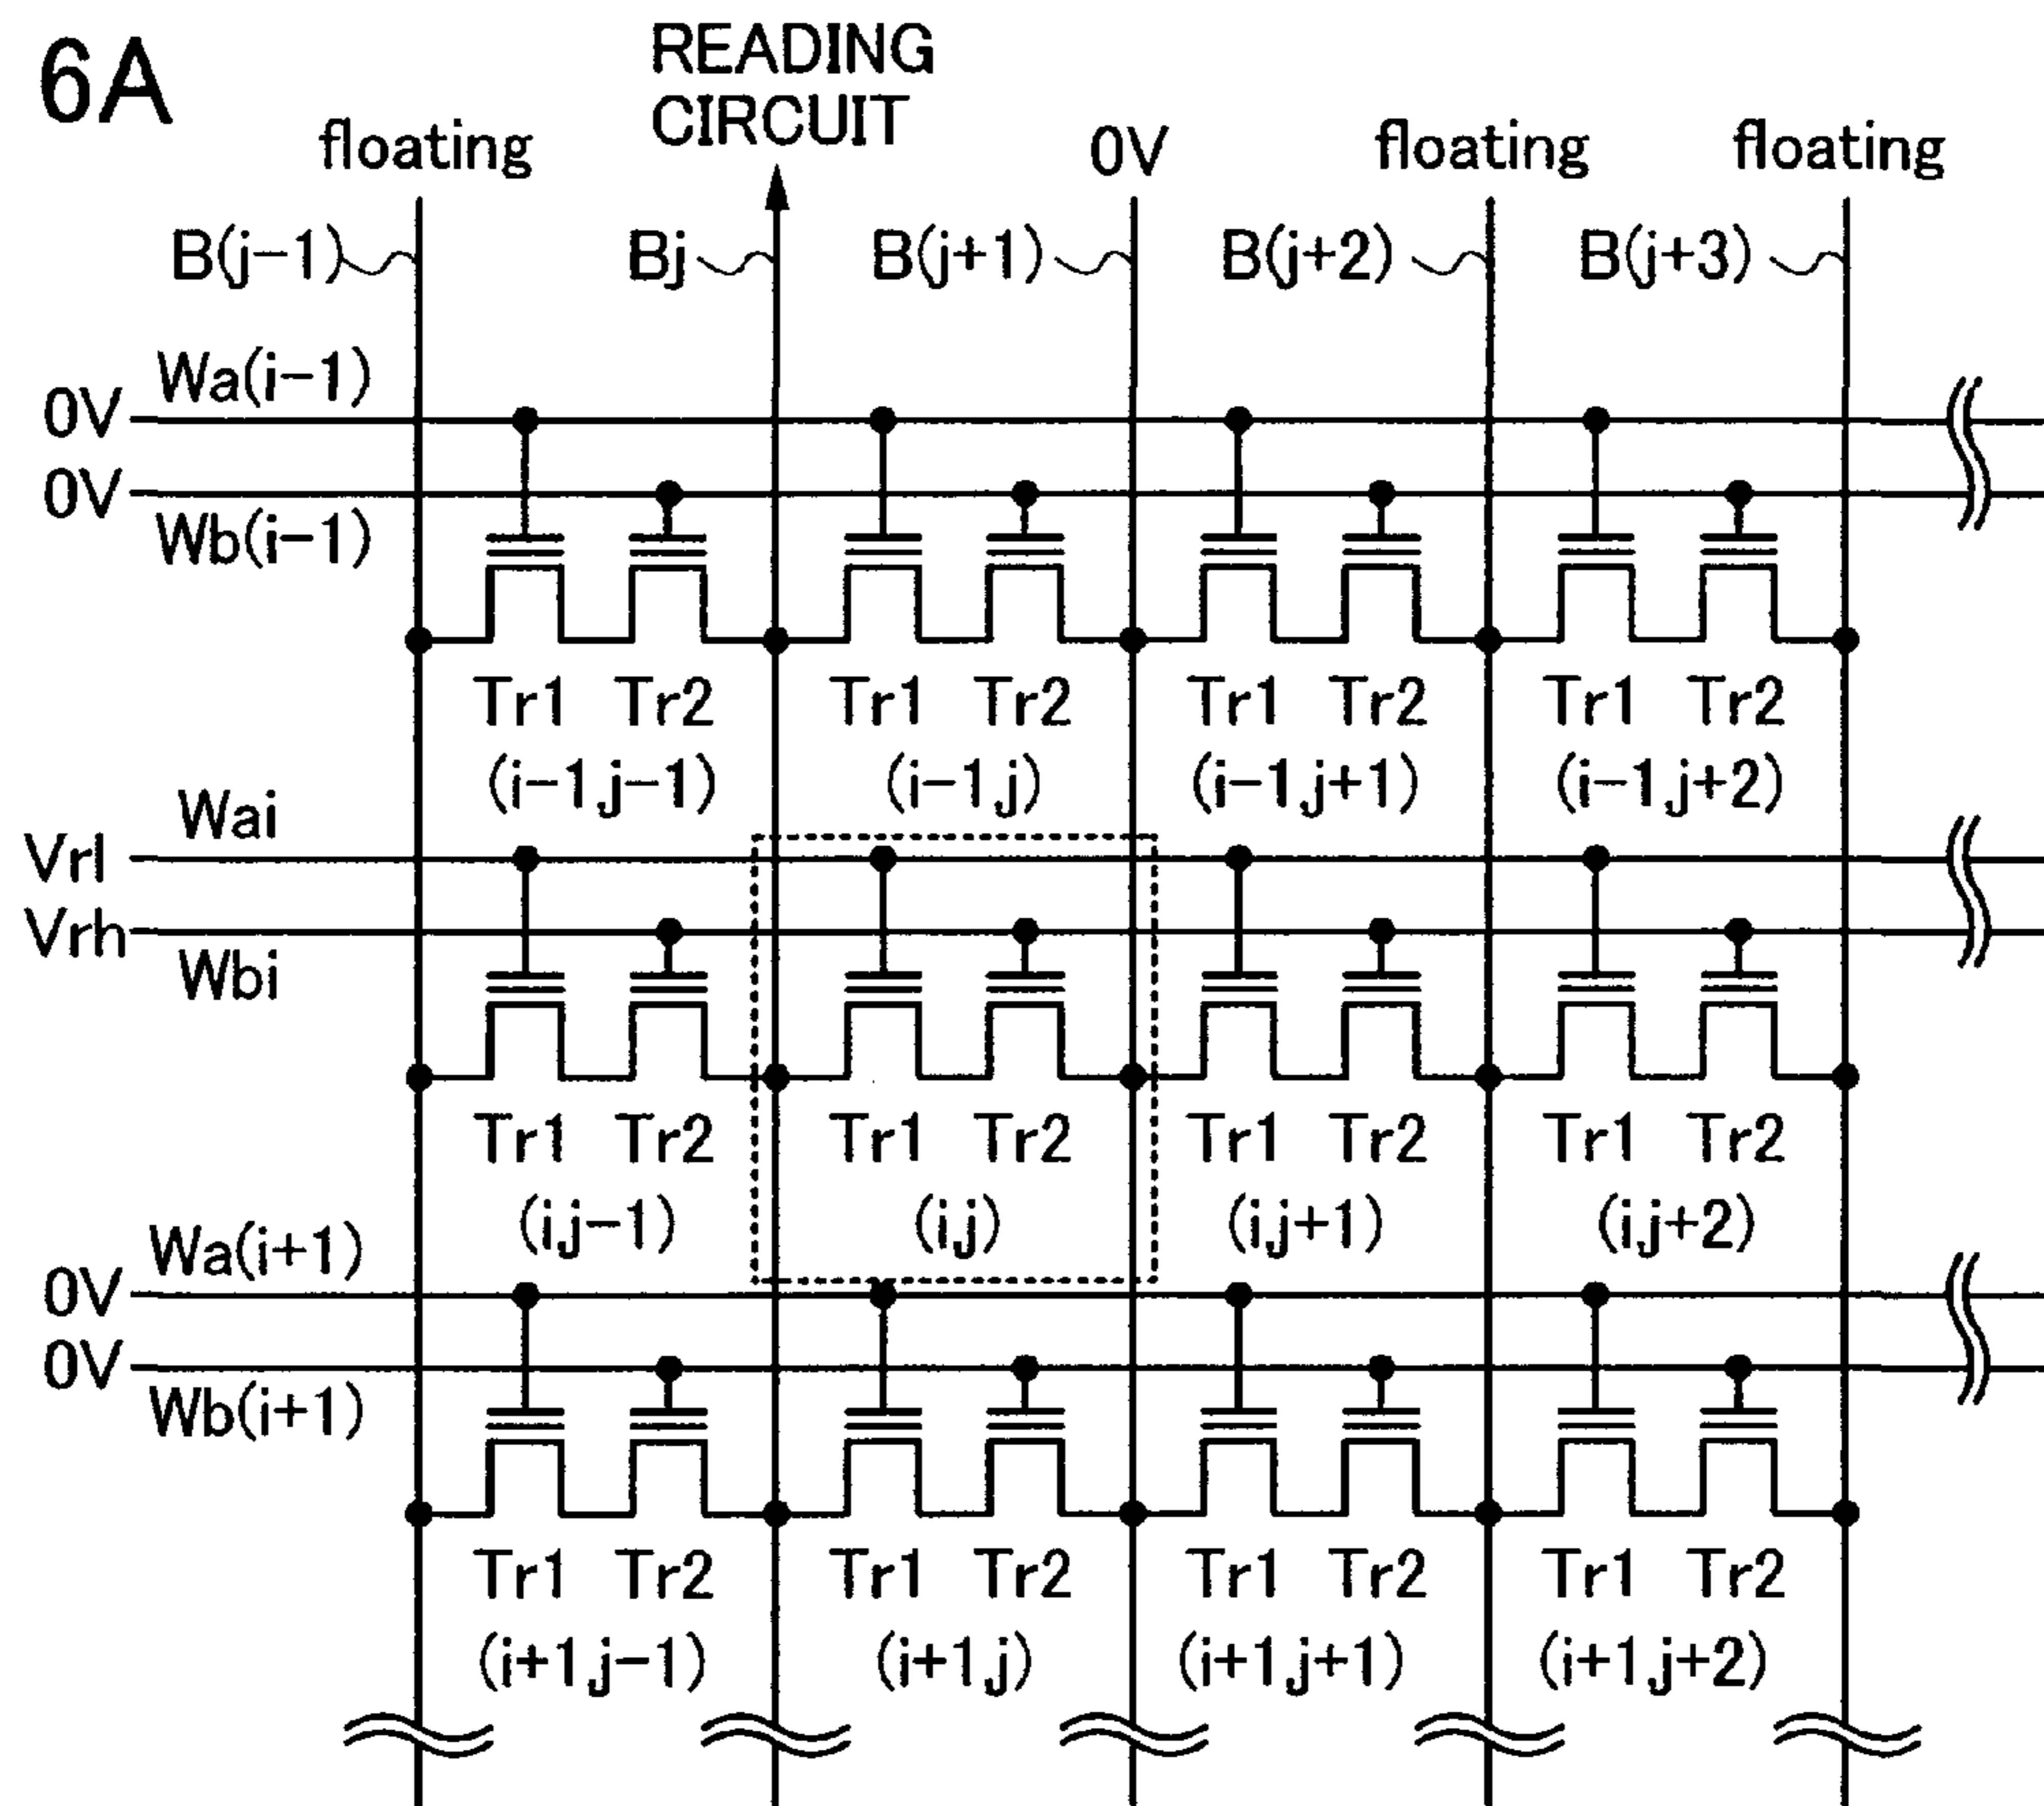 6A
READING
CIRCUIT
floating
0V
floating
floating
B(j-1)
Bj
B(j+1)
B(j+2)
B(j+3)
Wa(i-1)
0V
0V
Wb(i-1)
Tr1 Tr2 Tr1 Tr2 Tr1 Tr2 Tr1 Tr2
(i-1,j-1) (i-1,j) (i-1,j+1) (i-1,j+2)
Wai
Vrl
Vrh
Wbi
Tr1 Tr2 Tr1 Tr2 Tr1 Tr2 Tr1 Tr2
(i,j-1) (i,j) (i,j+1) (i,j+2)
Wa(i+1)
0V
0V
Wb(i+1)
Tr1 Tr2 Tr1 Tr2 Tr1 Tr2 Tr1 Tr2
(i+1,j-1) (i+1,j) (i+1,j+1) (i+1,j+2)